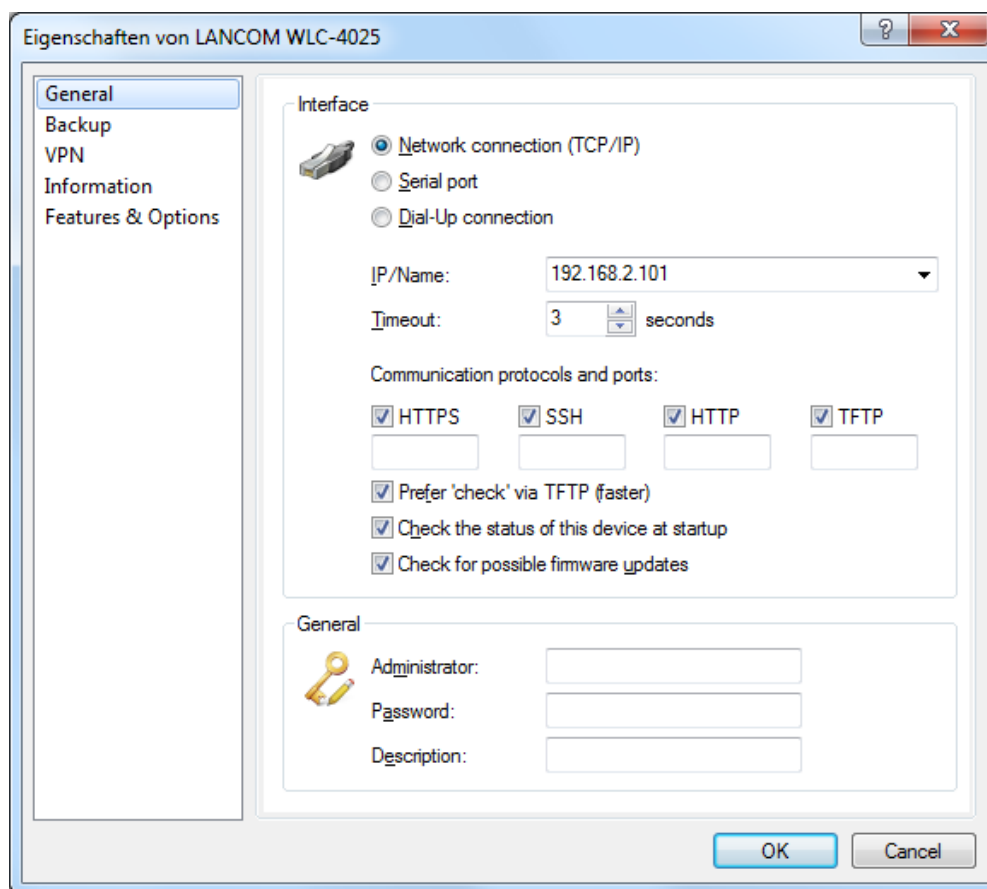 Eigenschaften von LANCOM WLC-4025
General
Backup
VPN
Information
Features & Options
Interface
Network connection (TCP/IP)
Serial port
Dial-Up connection
IP/Name: 192.168.2.101
Timeout: 3 seconds
Communication protocols and ports:
HTTPS SSH HTTP TFTP
Prefer 'check' via TFTP (faster)
Check the status of this device at startup
Check for possible firmware updates
General
Administrator:
Password:
Description:
OK Cancel